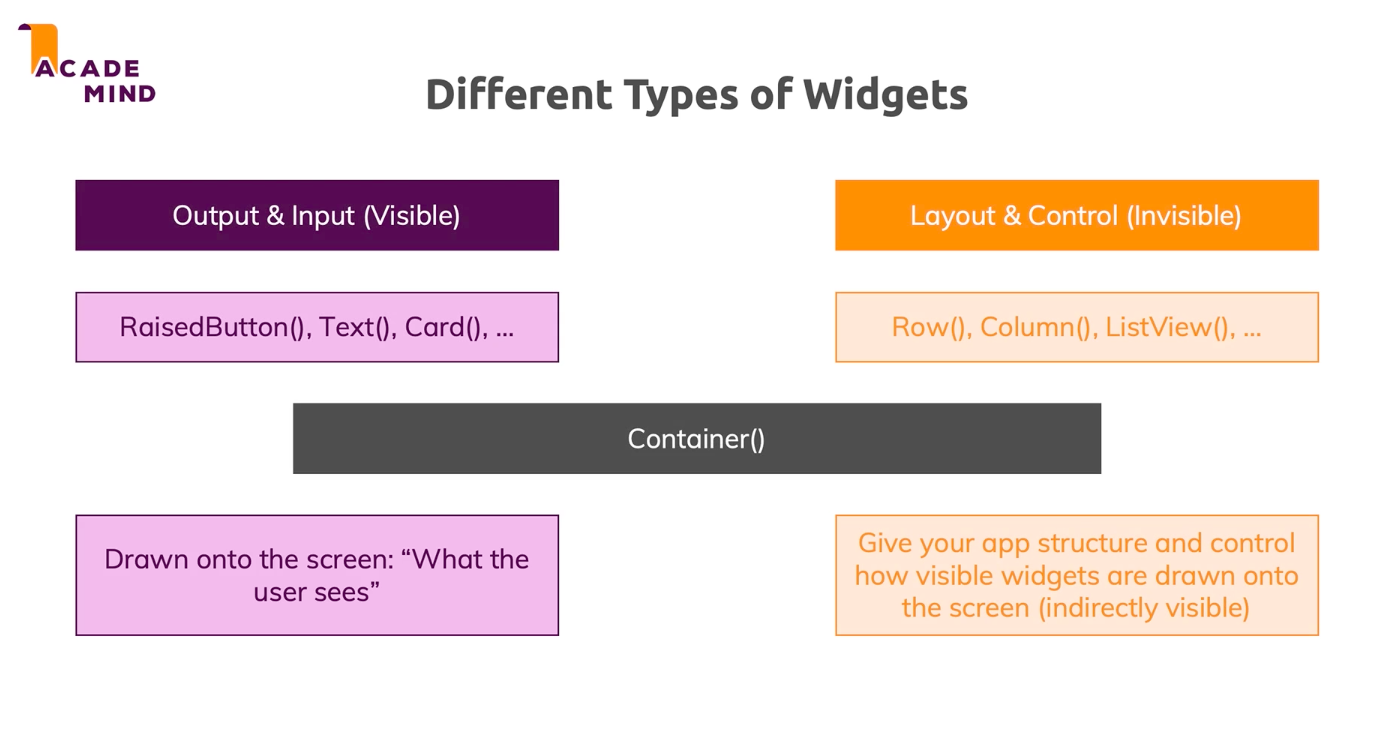 ACADE
MIND
Different Types of Widgets
Output & Input (Visible)
Layout & Control (Invisible)
RaisedButton(), Text(), Card(), ...
Row(), Column(), ListView(), ...
Container()
Drawn onto the screen: “What the
user sees”
Give your app structure and control
how visible widgets are drawn onto
the screen (indirectly visible)